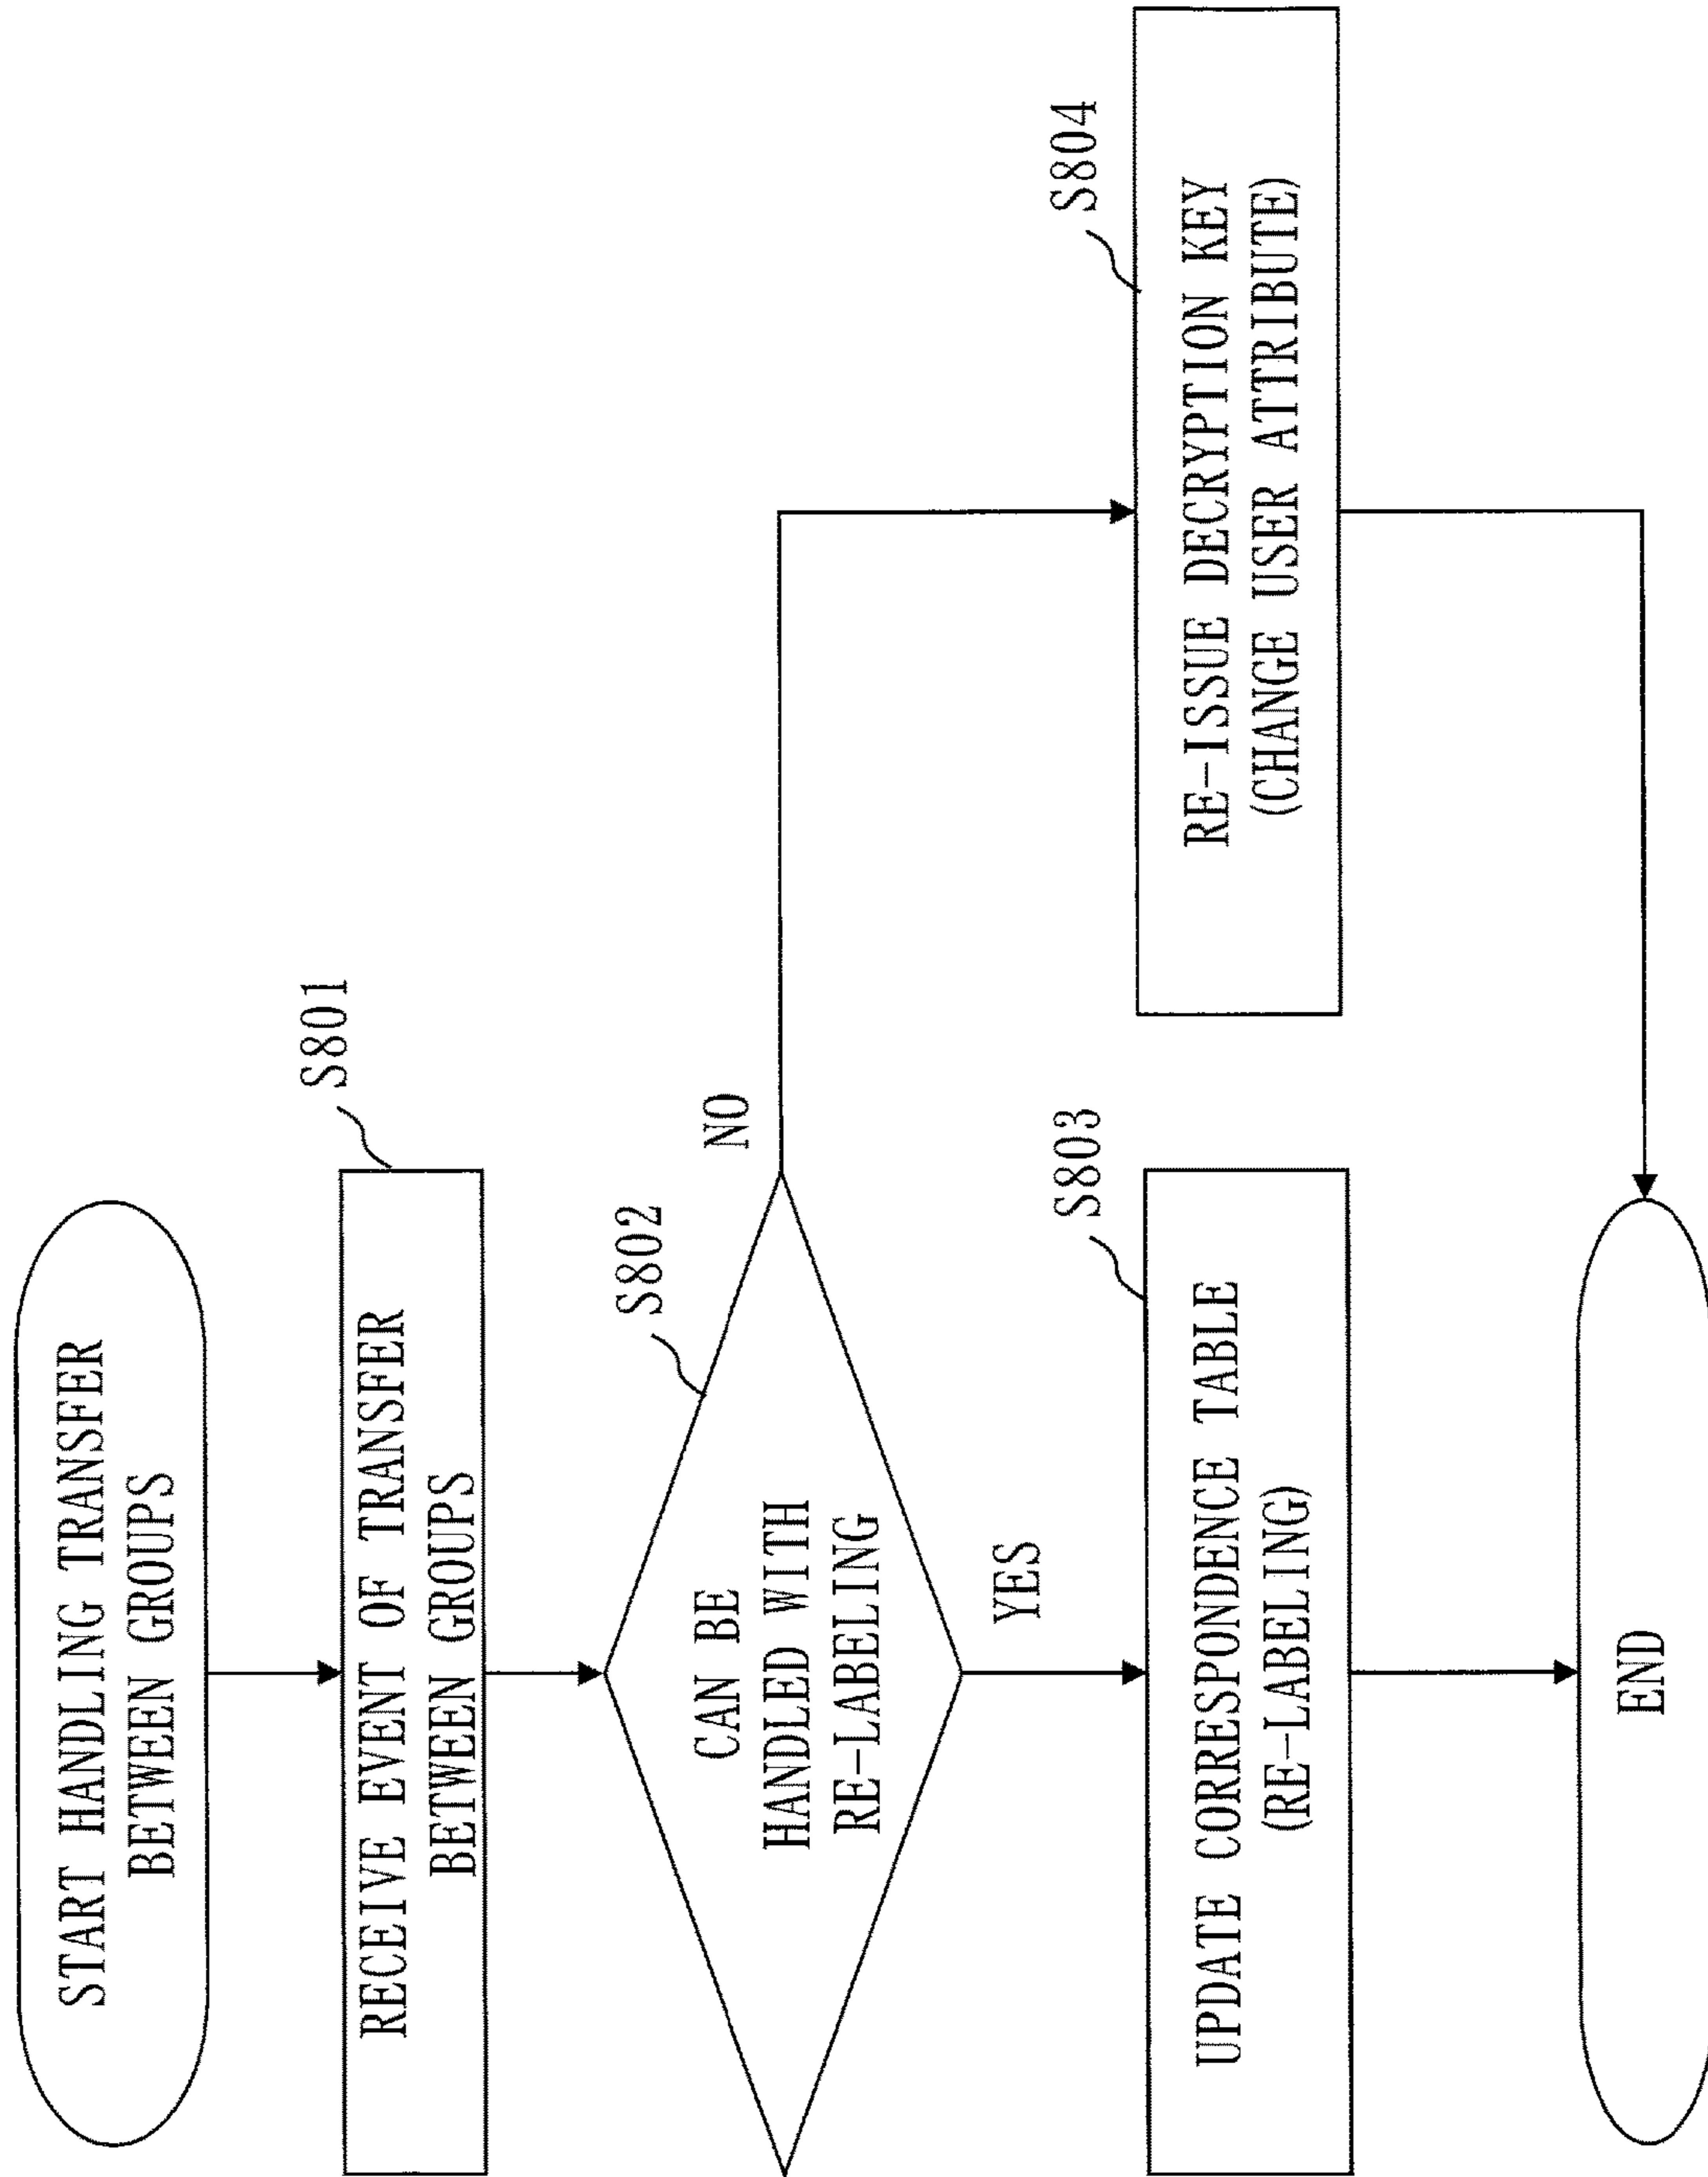 START HANDLING TRANSFER
BETWEEN GROUPS
S801
RECEIVE EVENT OF TRANSFER
BETWEEN GROUPS
S802
CAN BE
HANDLED WITH
RE-LABELING
NO
YES
S803
UPDATE CORRESPONDENCE TABLE
(RE-LABELING)
S804
RE-ISSUE DECRYPTION KEY
(CHANGE USER ATTRIBUTE)
END